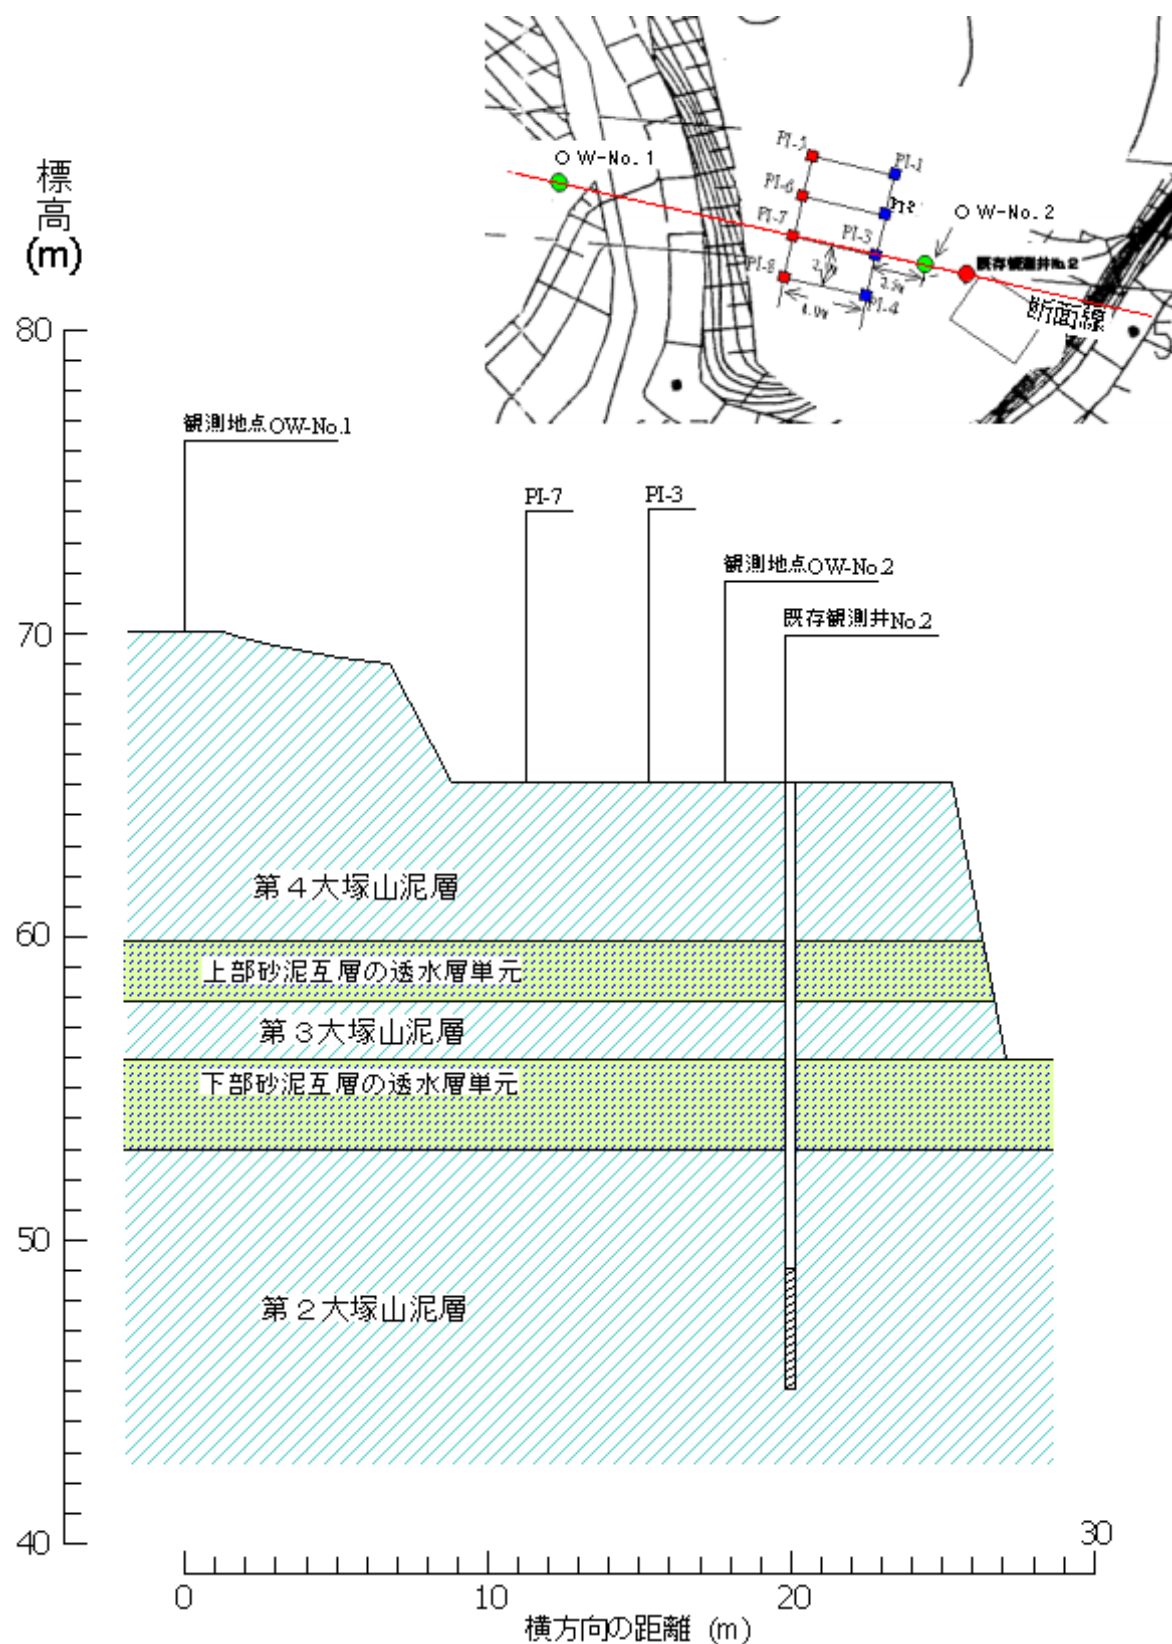 PI-5
PI-1
O W-No. 1
PI-6
PI-2
O W-No. 2
PI-7
PI-3
既存観測井No.2
PI-8
PI-4
4.0m
断面線
5
標高
(m)
80
観測地点OW-No.1
PI-7
PI-3
観測地点OW-No.2
既存観測井No.2
70
第4大塚山泥層
60
上部砂泥互層の透水層単元
第3大塚山泥層
下部砂泥互層の透水層単元
50
第2大塚山泥層
40
30
0
10
20
横方向の距離 (m)